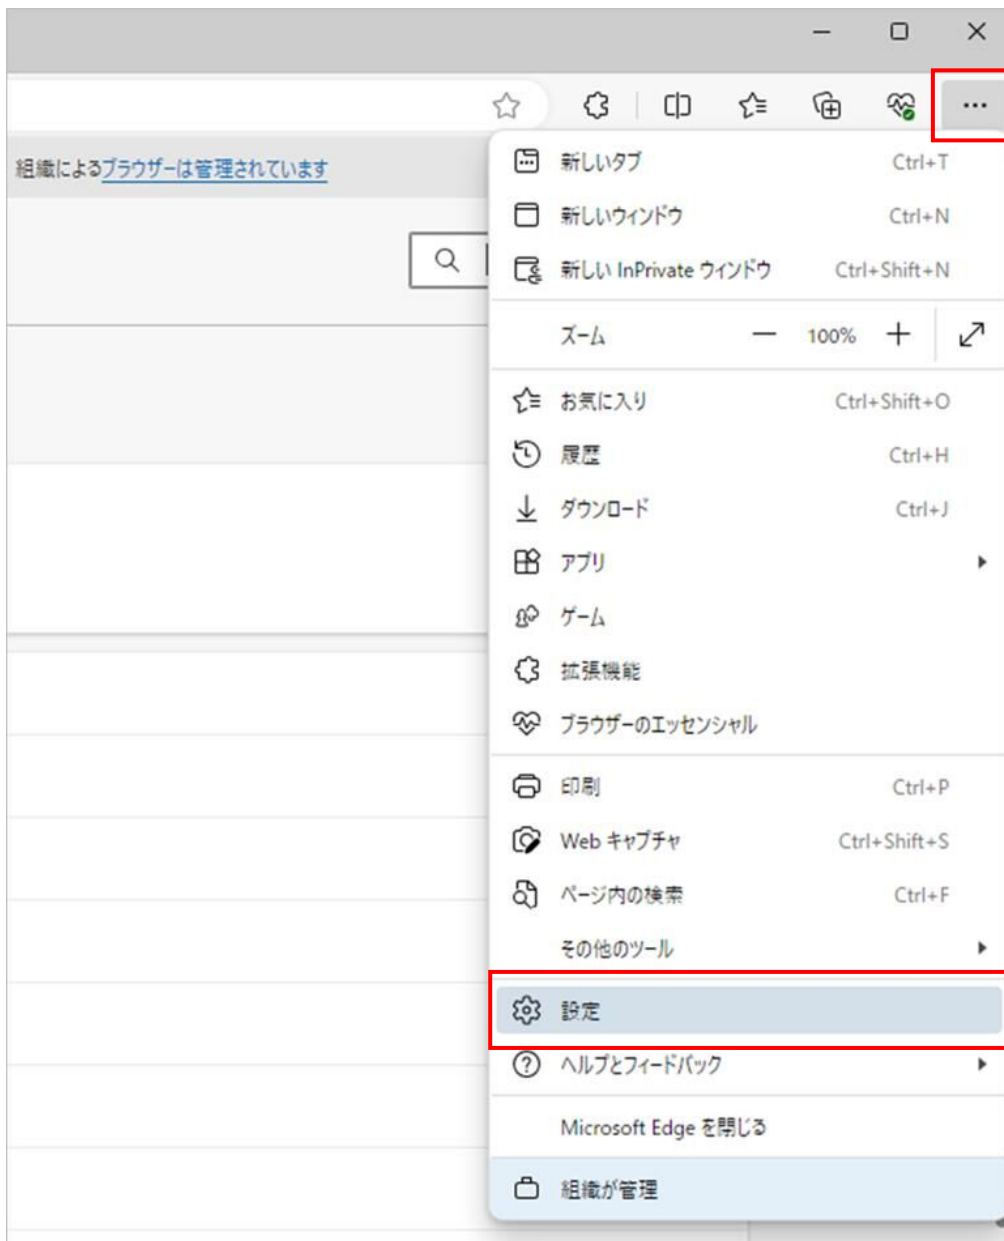 組織によるブラウザーは管理されています
新しいタブ Ctrl+T
新しいウィンドウ Ctrl+N
新しい InPrivate ウィンドウ Ctrl+Shift+N
ズーム 100%
お気に入り Ctrl+Shift+O
履歴 Ctrl+H
ダウンロード Ctrl+J
アプリ
ゲーム
拡張機能
ブラウザーのエッセンシャル
印刷 Ctrl+P
Web キャプチャ Ctrl+Shift+S
ページ内の検索 Ctrl+F
その他のツール
設定
ヘルプとフィードバック
Microsoft Edge を閉じる
組織が管理